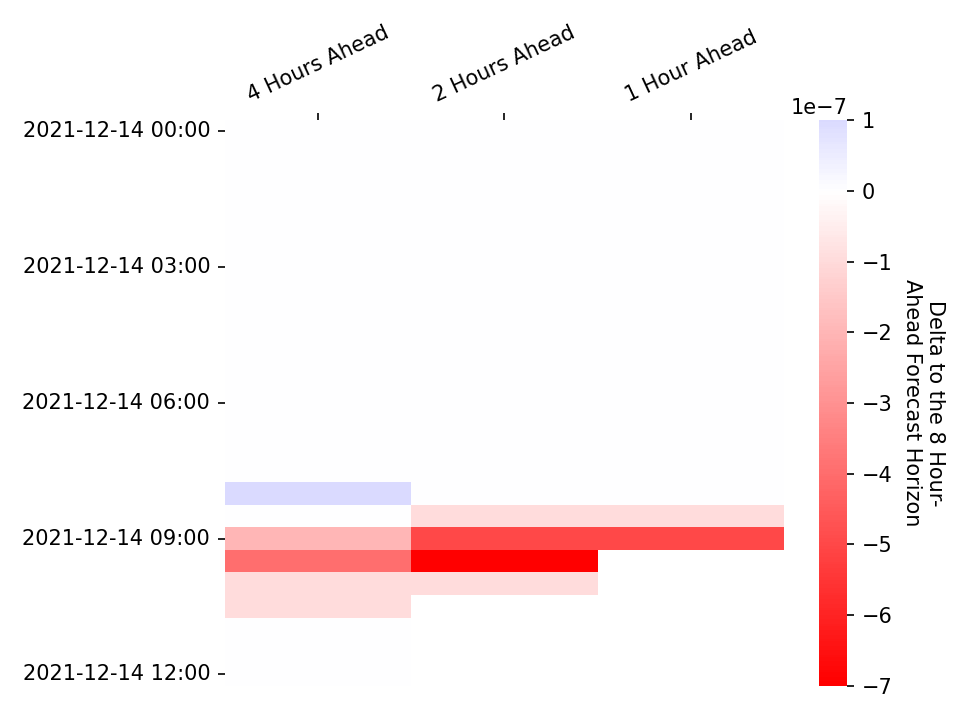 4 Hours Ahead
2 Hours Ahead
1 Hour Ahead
2021-12-14 00:00
2021-12-14 03:00
2021-12-14 06:00
2021-12-14 09:00
2021-12-14 12:00
1e−7
1
0
−1
−2
−3
−4
−5
−6
−7
Delta to the 8 Hour-
Ahead Forecast Horizon